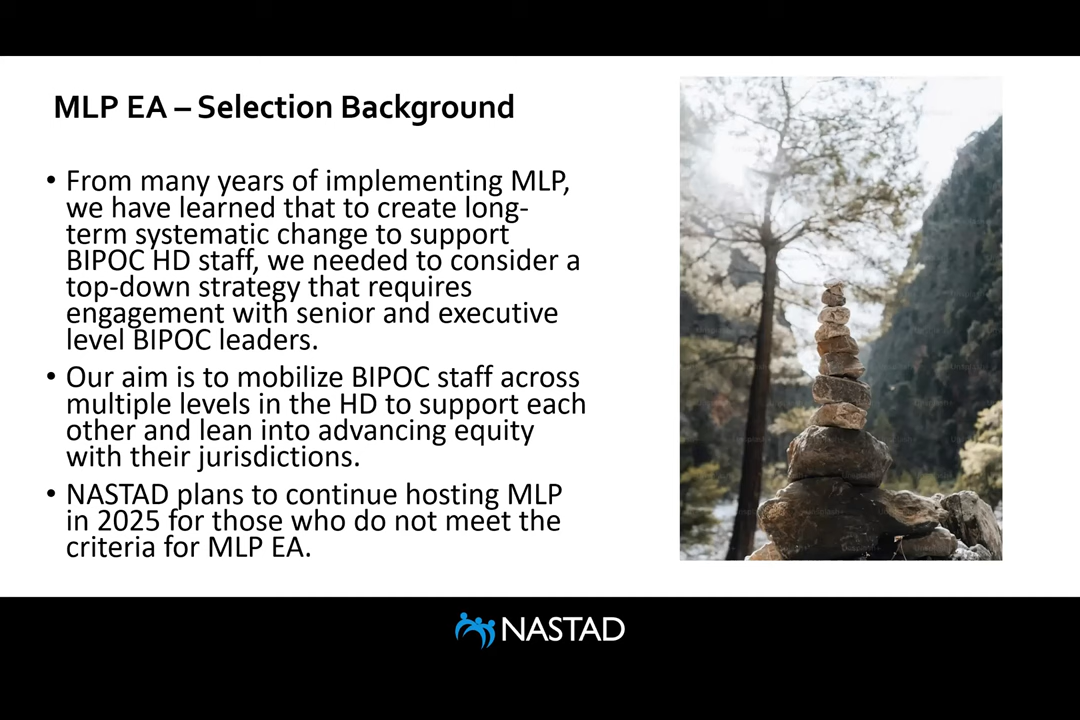 MLP EA – Selection Background
• From many years of implementing MLP,
we have learned that to create long-
term systematic change to support
BIPOC HD staff, we needed to consider a
top-down strategy that requires
engagement with senior and executive
level BIPOC leaders.
• Our aim is to mobilize BIPOC staff across
multiple levels in the HD to support each
other and lean into advancing equity
with their jurisdictions.
• NASTAD plans to continue hosting MLP
in 2025 for those who do not meet the
criteria for MLP EA.
NASTAD